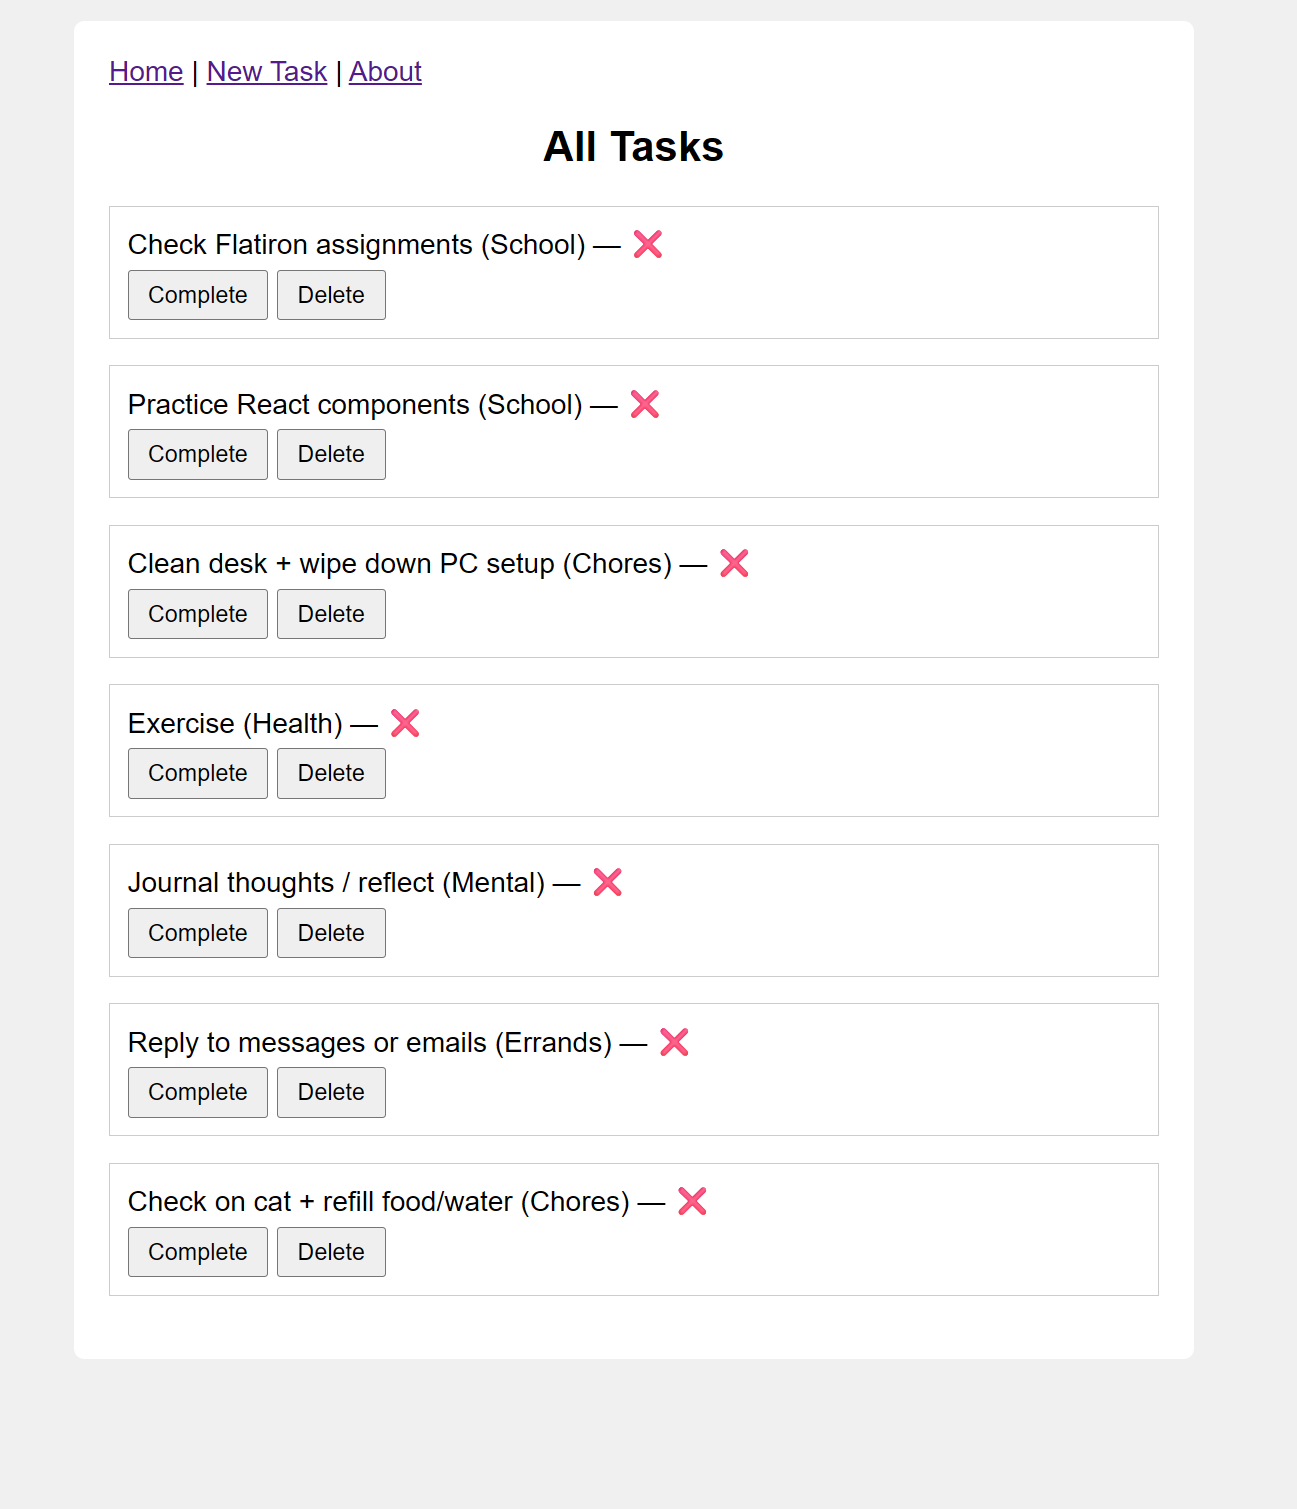 Home | New Task | About
All Tasks
Check Flatiron assignments (School) — ❌
Complete Delete
Practice React components (School) — ❌
Complete Delete
Clean desk + wipe down PC setup (Chores) — ❌
Complete Delete
Exercise (Health) — ❌
Complete Delete
Journal thoughts / reflect (Mental) — ❌
Complete Delete
Reply to messages or emails (Errands) — ❌
Complete Delete
Check on cat + refill food/water (Chores) — ❌
Complete Delete